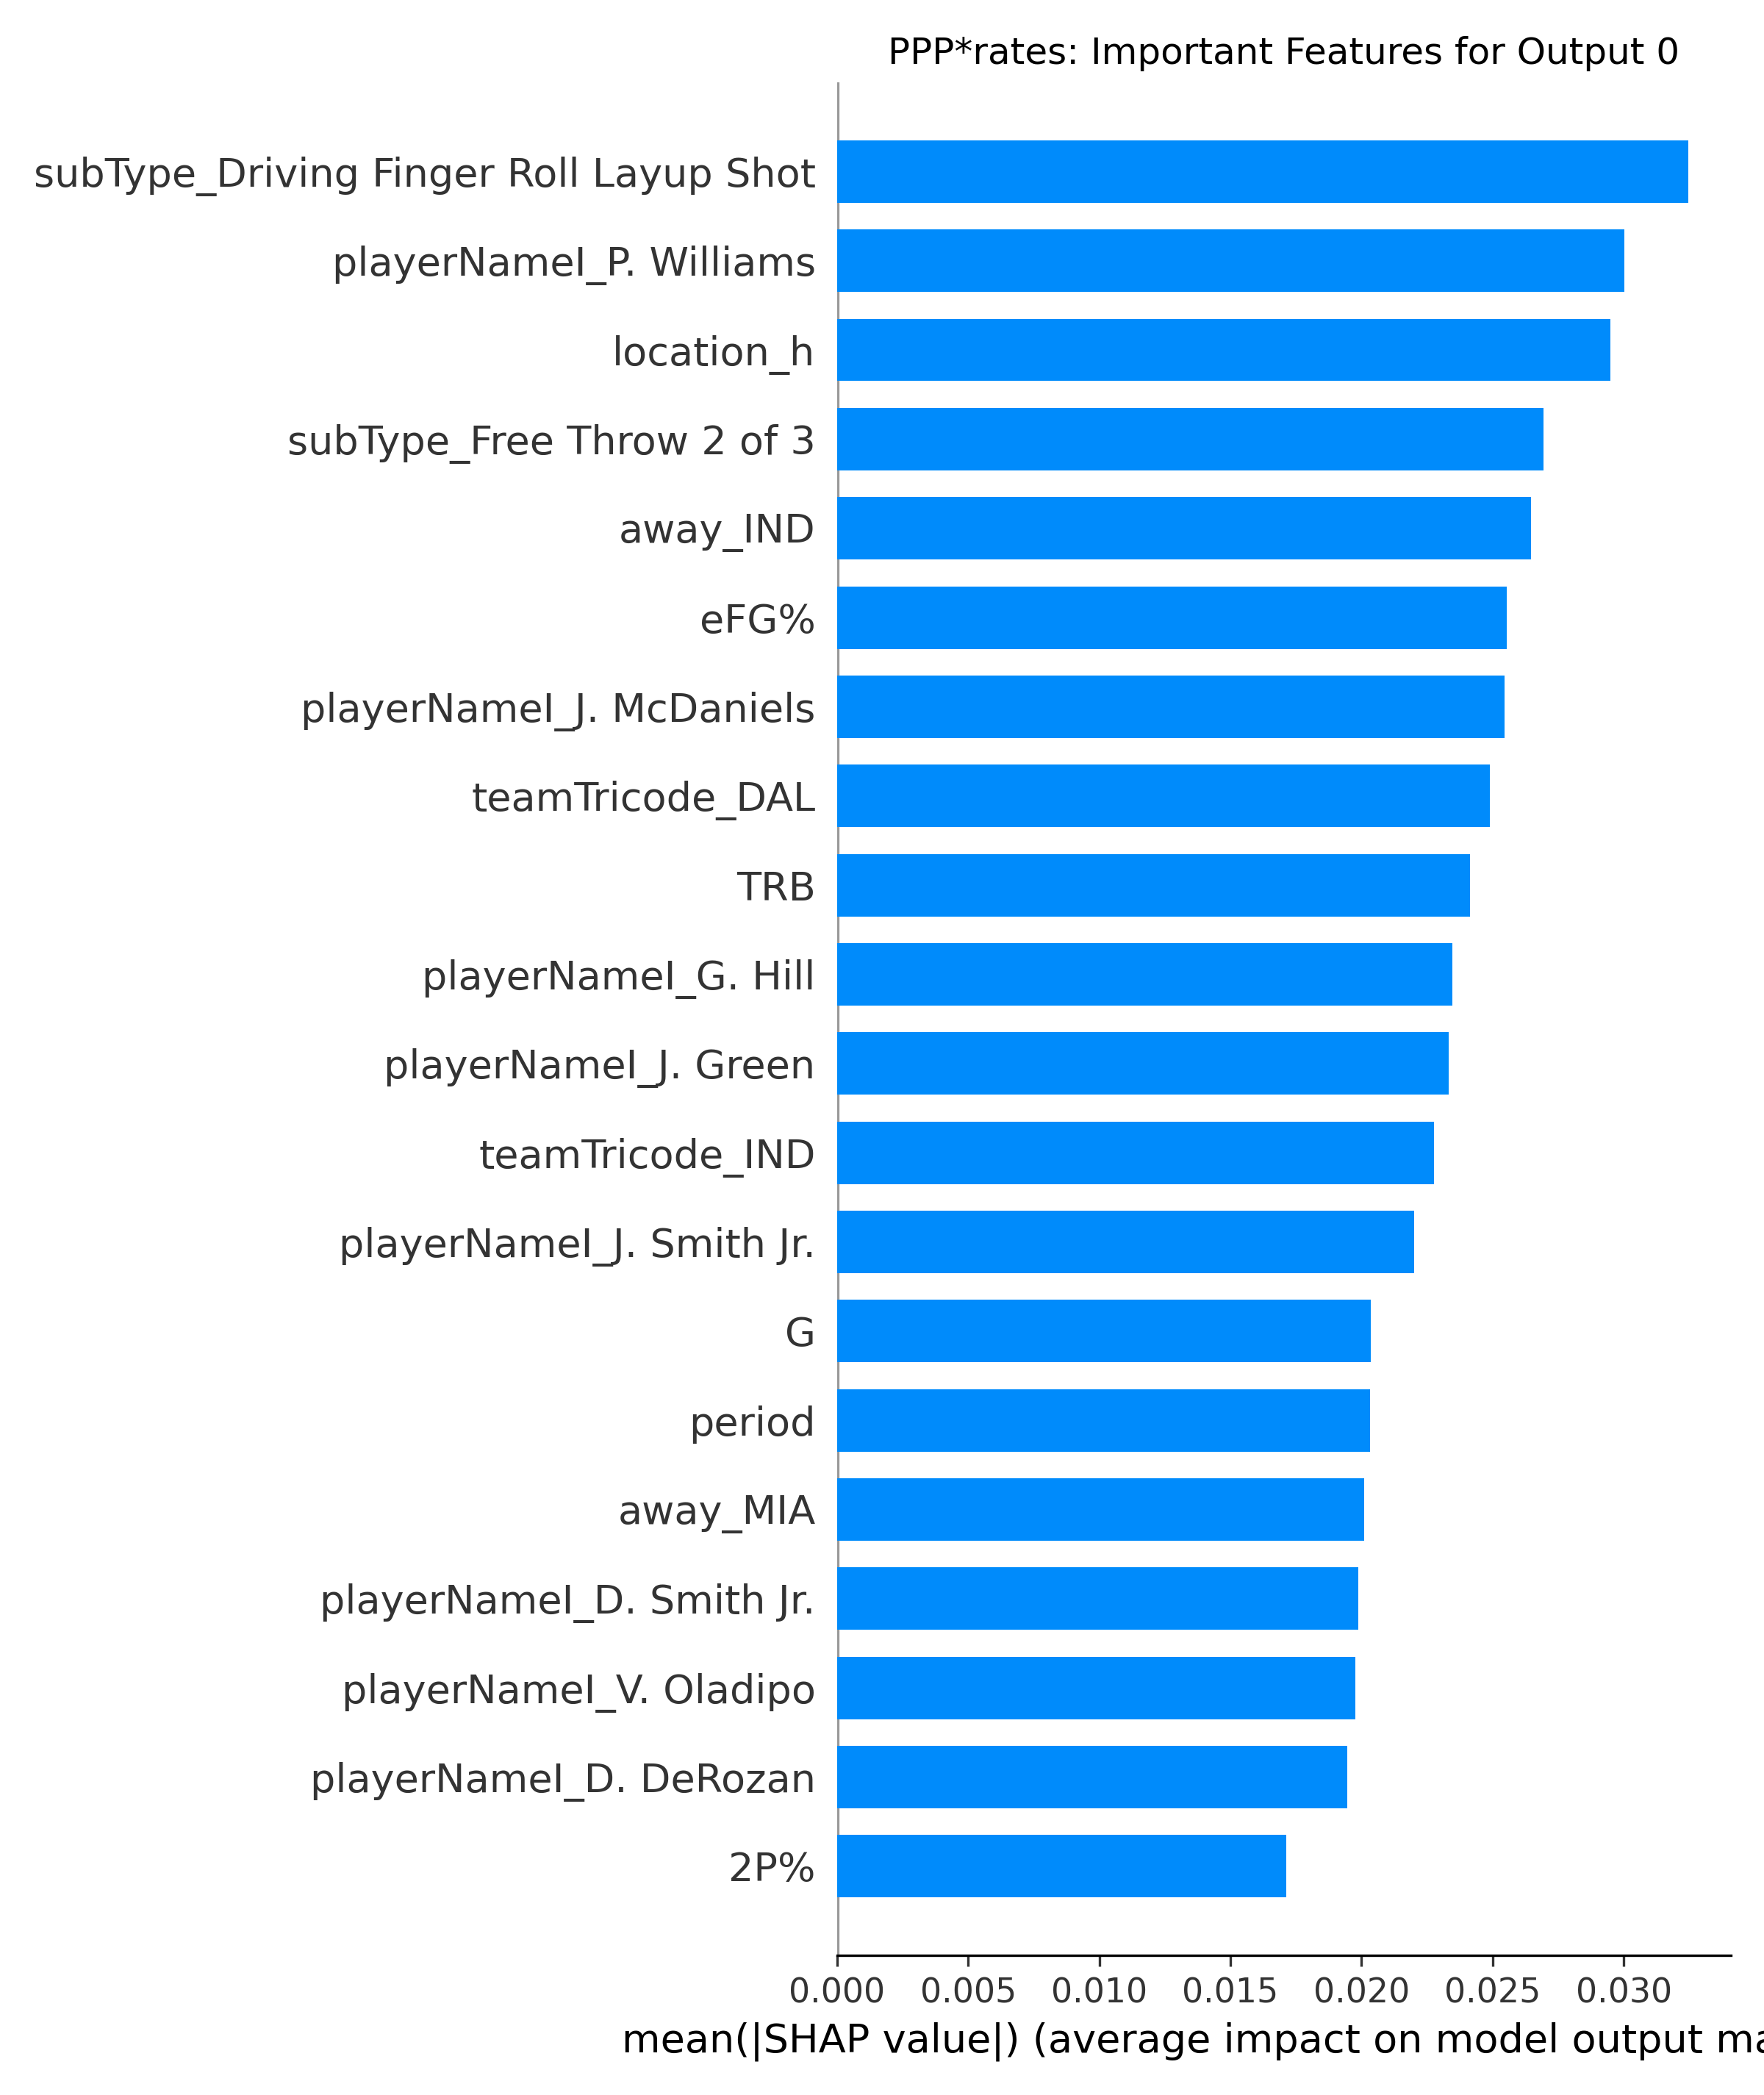 PPP*rates: Important Features for Output 0
subType_Driving Finger Roll Layup Shot
playerNameI_P. Williams
location_h
subType_Free Throw 2 of 3
away_IND
eFG%
playerNameI_J. McDaniels
teamTricode_DAL
TRB
playerNameI_G. Hill
playerNameI_J. Green
teamTricode_IND
playerNameI_J. Smith Jr.
G
period
away_MIA
playerNameI_D. Smith Jr.
playerNameI_V. Oladipo
playerNameI_D. DeRozan
2P%
0.000 0.005 0.010 0.015 0.020 0.025 0.030
mean(|SHAP value|) (average impact on model output ma